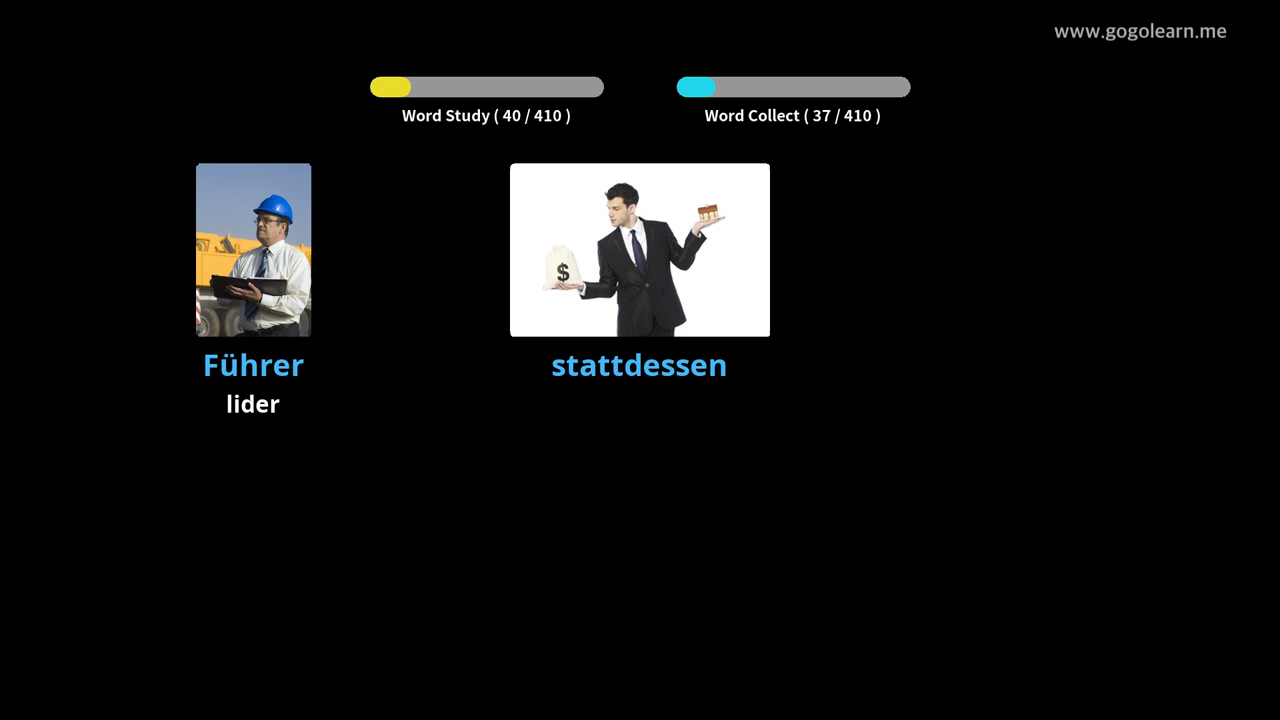 www.gogolearn.me
Word Study ( 40 / 410 )
Word Collect ( 37 / 410 )
$
Führer
stattdessen
lider